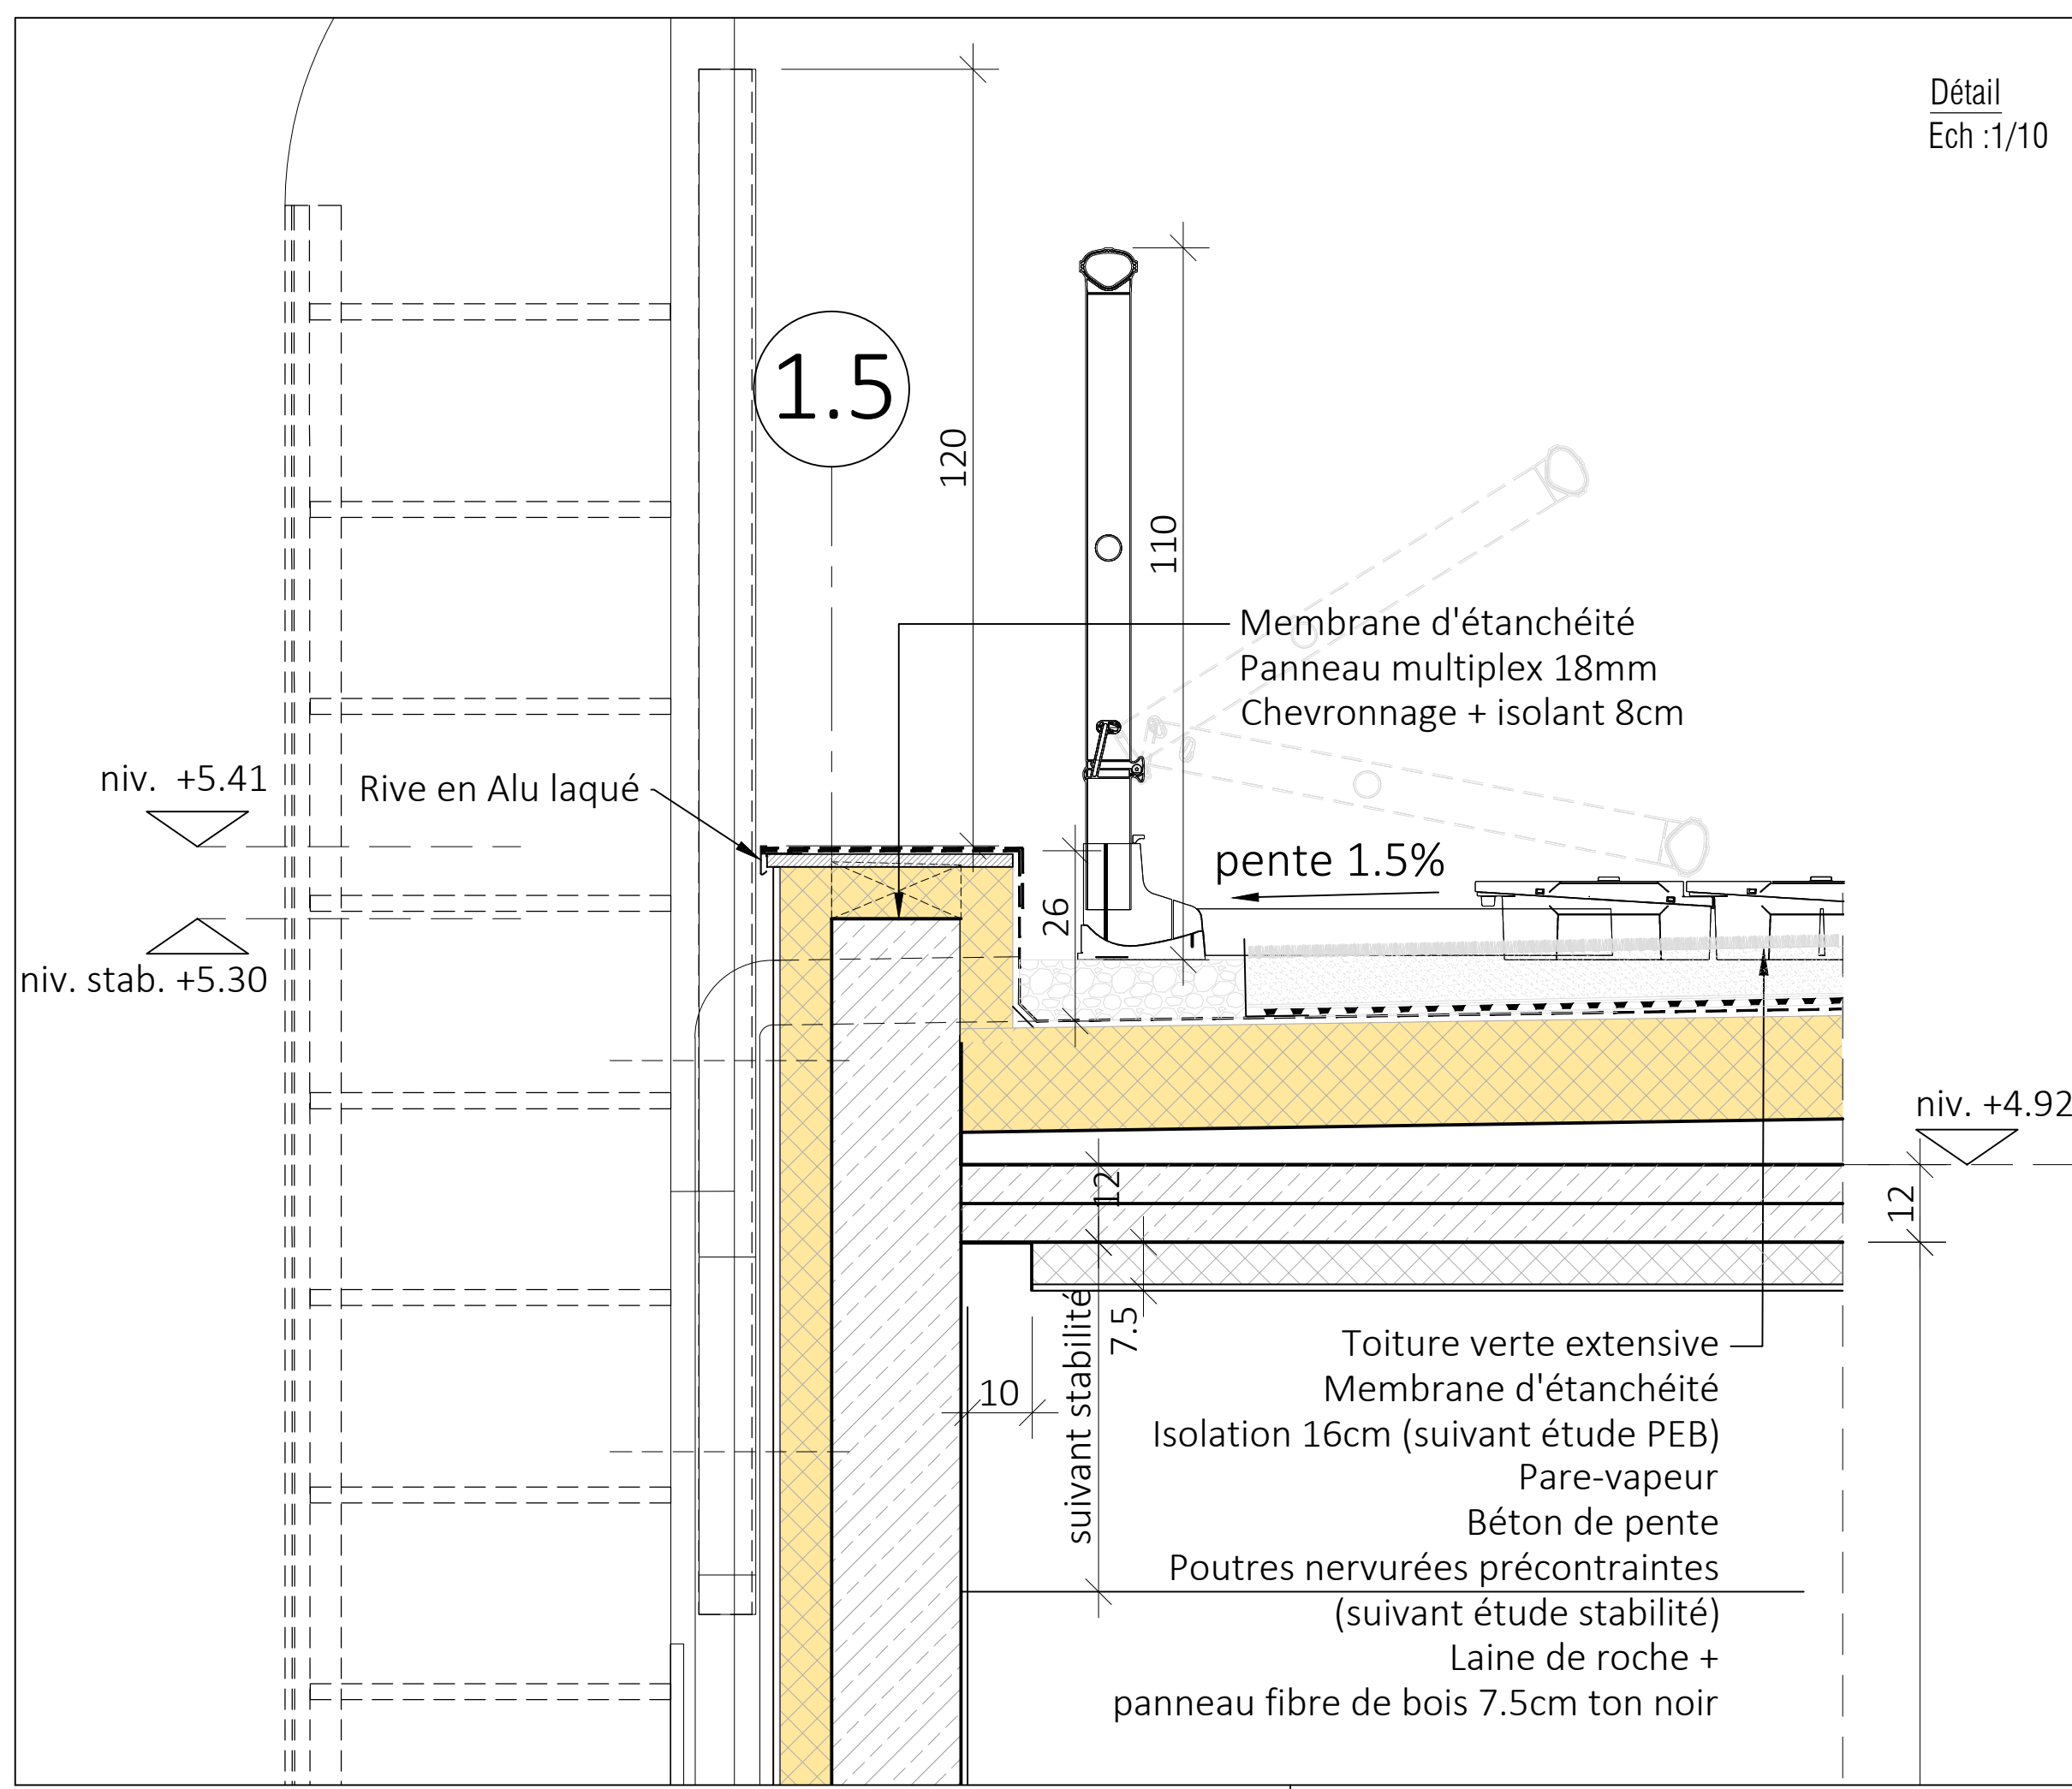 Détail
Ech :1/10
1.5
120
110
Membrane d'étanchéité
Panneau multiplex 18mm
Chevronnage + isolant 8cm
niv. +5.41
Rive en Alu laqué
pente 1.5%
26
niv. stab. +5.30
niv. +4.92
12
12
7.5
suivant stabilité
10
Toiture verte extensive
Membrane d'étanchéité
Isolation 16cm (suivant étude PEB)
Pare-vapeur
Béton de pente
Poutres nervurées précontraintes
(suivant étude stabilité)
Laine de roche +
panneau fibre de bois 7.5cm ton noir